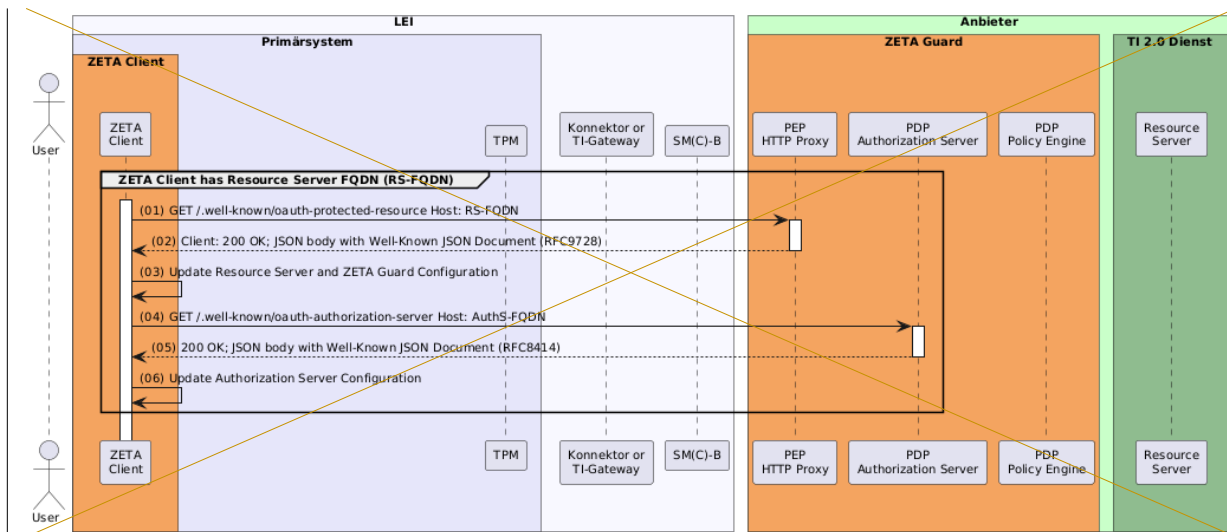 LEI
Anbieter
Primärsystem
ZETA Guard
TI 2.0 Dienst
ZETA Client
User
ZETA
Client
TPM
Konnektor or
TI-Gateway
SM(C)-B
PEP
HTTP Proxy
PDP
Authorization Server
PDP
Policy Engine
Resource
Server
ZETA Client has Resource Server FQDN (RS-FQDN)
(01) GET /.well-known/oauth-protected-resource Host: RS-FQDN
(02) Client: 200 OK; JSON body with Well-Known JSON Document (RFC9728)
(03) Update Resource Server and ZETA Guard Configuration
(04) GET /.well-known/oauth-authorization-server Host: AuthS-FQDN
(05) 200 OK; JSON body with Well-Known JSON Document (RFC8414)
(06) Update Authorization Server Configuration
User
ZETA
Client
TPM
Konnektor or
TI-Gateway
SM(C)-B
PEP
HTTP Proxy
PDP
Authorization Server
PDP
Policy Engine
Resource
Server